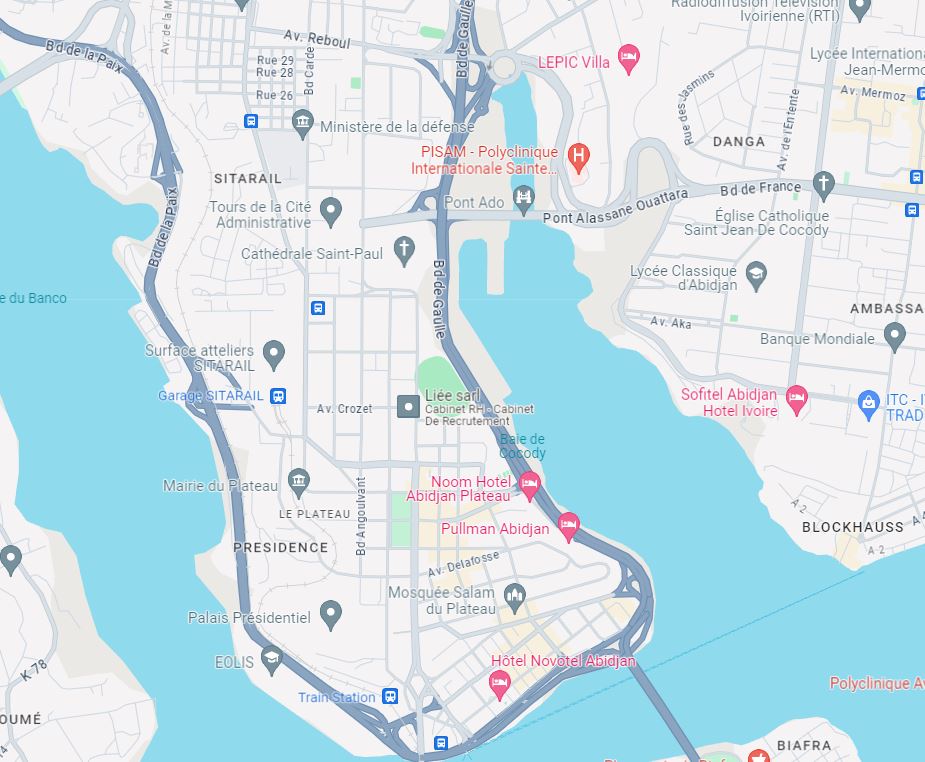 Radiodiffusion Television
Ivoirienne (RTI)
Bd de Gaulle
Av. de la M
Av. Reboul
Bd de la Paix
Rue 29
Rue 28
Rue 26
Bd Carde
LEPIC Villa
Lycée Internationa
Jean-Mermo
Av. Mermoz
Rue des Jasmins
Av. de l'Entente
DANGA
Ministère de la défense
PISAM - Polyclinique
Internationale Sainte...
SITARAIL
Bd de la Paix
Tours de la Cité
Administrative
Pont Ado
Pont Alassane Ouattara
Bd de France
Église Catholique
Saint Jean De Cocody
Cathédrale Saint-Paul
Bd de Gaulle
Lycée Classique
d'Abidjan
e du Banco
AMBASSA
Av. Aka
Banque Mondiale
Surface atteliers
SITARAIL
Garage SITARAIL
Liée sarl
Cabinet RH - Cabinet
De Recrutement
Av. Crozet
Sofitel Abidjan
Hotel Ivoire
ITC - I
TRAD
Baie de
Cocody
Noom Hotel
Abidjan Plateau
Mairie du Plateau
LE PLATEAU
Bd Angoulvant
Pullman Abidjan
A 2
BLOCKHAUSS
A 2
PRESIDENCE
Av. Delafosse
Mosquée Salam
du Plateau
Palais Présidentiel
EOLIS
Hôtel Novotel Abidjan
K-78
Train Station
Polyclinique Av
OUMÉ
BIAFRA